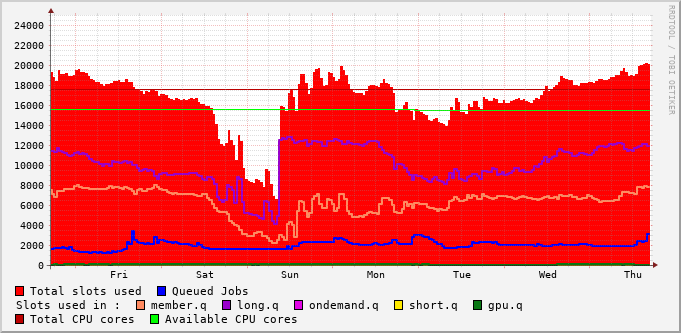 RRDTOOL / TOBI OETIKER
24000
22000
20000
18000
16000
14000
12000
10000
8000
6000
4000
2000
0
Fri Sat Sun Mon Tue Wed Thu
Total slots used Queued Jobs
Slots used in : member.q long.q ondemand.q short.q gpu.q
Total CPU cores Available CPU cores